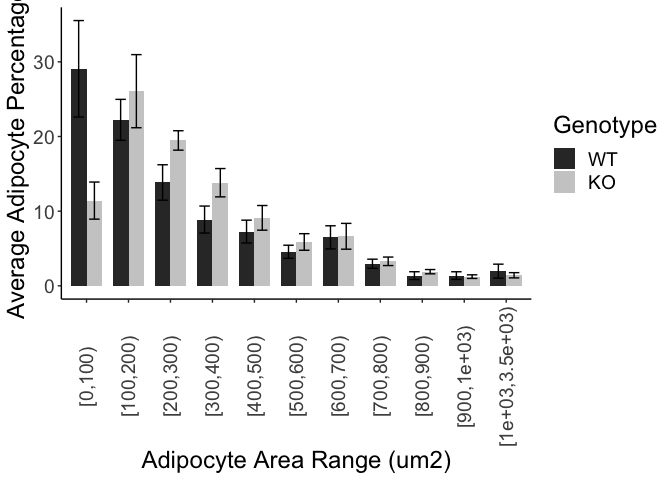 Average Adipocyte Percentage
30
20
10
0
[0,100)
[100,200)
[200,300)
[300,400)
[400,500)
[500,600)
[600,700)
[700,800)
[800,900)
[900,1e+03)
[1e+03,3.5e+03)
Adipocyte Area Range (um2)
Genotype
WT
KO